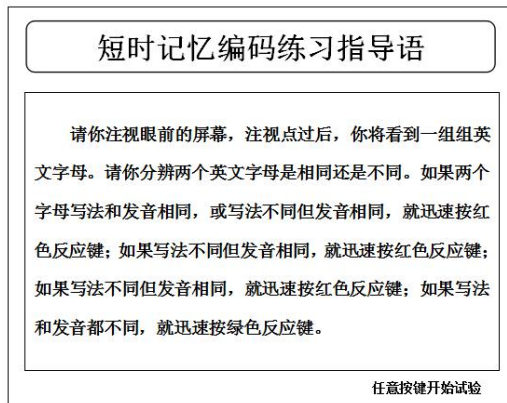 短时记忆编码练习指导语
请你注视眼前的屏幕，注视点过后，你将看到一组组英
文字母。请你分辨两个英文字母是相同还是不同。如果两个
字母写法和发音相同，或写法不同但发音相同，就迅速按红
色反应键；如果写法不同但发音相同，就迅速按红色反应键；
如果写法不同但发音相同，就迅速按红色反应键；如果写法
和发音都不同，就迅速按绿色反应键。
任意按键开始试验